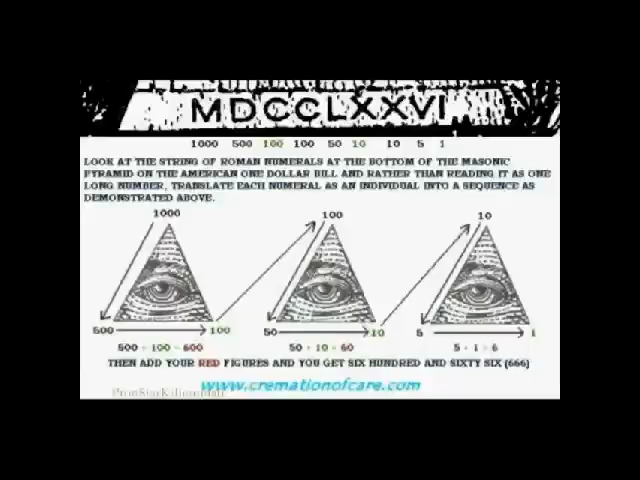 MDCCLXXVI
1000 500 100 100 50 10 10 5 1
LOOK AT THE STRING OF ROMAN NUMERALS AT THE BOTTOM OF THE MASONIC
PYRAMID ON THE AMERICAN ONE DOLLAR BILL AND RATHER THAN READING IT AS ONE
LONG NUMBER, TRANSLATE EACH NUMERAL AS AN INDIVIDUAL INTO A SEQUENCE AS
DEMONSTRATED ABOVE.
1000 100 10
500 100 50 10 5 1
500 + 100 = 600 50 + 10 = 60 5 + 1 = 6
THEN ADD YOUR RED FIGURES AND YOU GET SIX HUNDRED AND SIXTY SIX (666)
www.cremationofcare.com